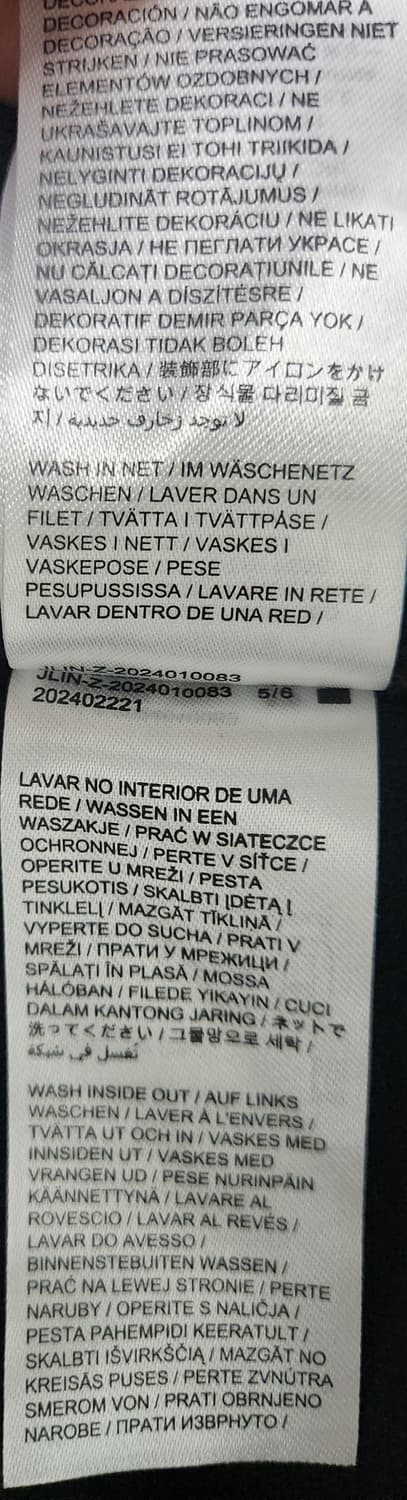 DECORACIÓN / NÃO ENGOMAR A
DECORAÇÃO / VERSIERINGEN NIET
STRIJKEN / NIE PRASOWAĆ
ELEMENTÓW OZDOBNYCH /
NEŽEHLETE DEKORACI / NE
UKRAŠAVAJTE TOPLINOM /
KAUNISTUSI EI TOHI TRIIKIDA /
NELYGINTI DEKORACIJŲ /
NEGLUDINĀT ROTĀJUMUS /
NEŽEHLITE DEKORÁCIU / NE LIKATI
OKRASJA / НЕ ПЕГЛАТИ УКРАСЕ /
NU CĂLCAȚI DECORAȚIUNILE / NE
VASALJON A DÍSZÍTÉSRE /
DEKORATIF DEMIR PARÇA YOK /
DEKORASI TIDAK BOLEH
DISETRIKA / 装飾部にアイロンをかけ
ないでください / 장식물 다리미질 금
지 / لا توجد زخارف حديدية
WASH IN NET / IM WÄSCHENETZ
WASCHEN / LAVER DANS UN
FILET / TVÄTTA I TVÄTTPÅSE /
VASKES I NETT / VASKES I
VASKEPOSE / PESE
PESUPUSSISSA / LAVARE IN RETE /
LAVAR DENTRO DE UNA RED /
JLIN-Z-2024010083
JLIN-Z-2024010083 5/6
202402221
LAVAR NO INTERIOR DE UMA
REDE / WASSEN IN EEN
WASZAKJE / PRAĆ W SIATECZCE
OCHRONNEJ / PERTE V SÍŤCE /
OPERITE U MREŽI / PESTA
PESUKOTIS / SKALBTI ĮDĖTĄ Į
TINKLELĮ / MAZGĀT TĪKLIŅĀ /
VYPERTE DO SUCHA / PRATI V
MREŽI / ПРАТИ У МРЕЖИЦИ /
SPĂLAȚI ÎN PLASĂ / MOSSA
HÁLÓBAN / FILEDE YIKAYIN / CUCI
DALAM KANTONG JARING / ネットで
洗ってください / 그물망으로 세탁 /
تُغسل في شبكة
WASH INSIDE OUT / AUF LINKS
WASCHEN / LAVER À L'ENVERS /
TVÄTTA UT OCH IN / VASKES MED
INNSIDEN UT / VASKES MED
VRANGEN UD / PESE NURINPÄIN
KÄÄNNETTYNÄ / LAVARE AL
ROVESCIO / LAVAR AL REVÉS /
LAVAR DO AVESSO /
BINNENSTEBUITEN WASSEN /
PRAĆ NA LEWEJ STRONIE / PERTE
NARUBY / OPERITE S NALIČJA /
PESTA PAHEMPIDI KEERATULT /
SKALBTI IŠVIRKŠČIĄ / MAZGĀT NO
KREISĀS PUSES / PERTE ZVNÚTRA
SMEROM VON / PRATI OBRNJENO
NAROBE / ПРАТИ ИЗВРНУТО /